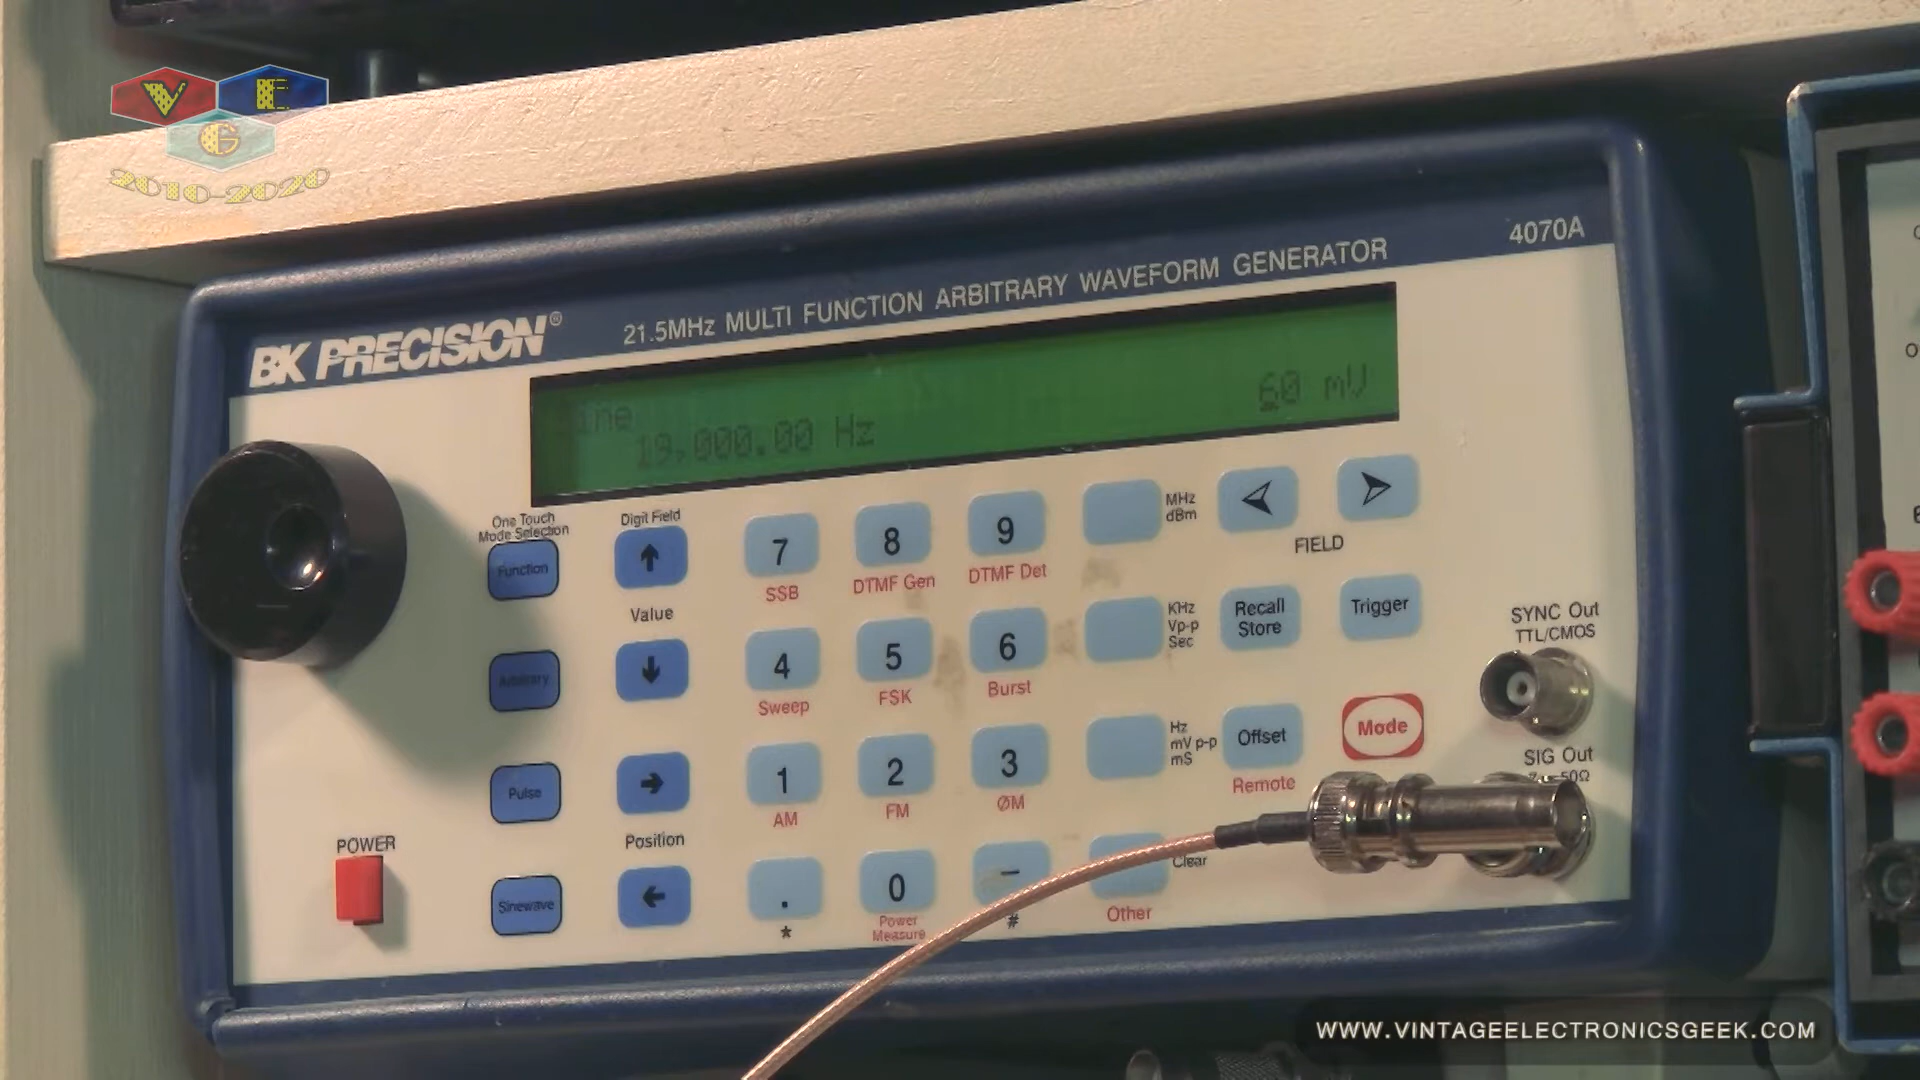 V E
G
2010-2020
4070A
BK PRECISION®
21.5MHz MULTI FUNCTION ARBITRARY WAVEFORM GENERATOR
60 mV
19,000.00 Hz
One Touch
Mode Selection
Digit Field
Function
Value
Arbitrary
Pulse
Position
Sinewave
POWER
7
SSB
8
DTMF Gen
9
DTMF Det
MHz
dBm
FIELD
4
Sweep
5
FSK
6
Burst
KHz
Vp-p
Sec
Recall
Store
Trigger
1
AM
2
FM
3
ØM
Hz
mV p-p
mS
Offset
Remote
Mode
.
*
0
Power
Measure
-
#
Clear
Other
SYNC Out
TTL/CMOS
SIG Out
50Ω
WWW.VINTAGEELECTRONICSGEEK.COM